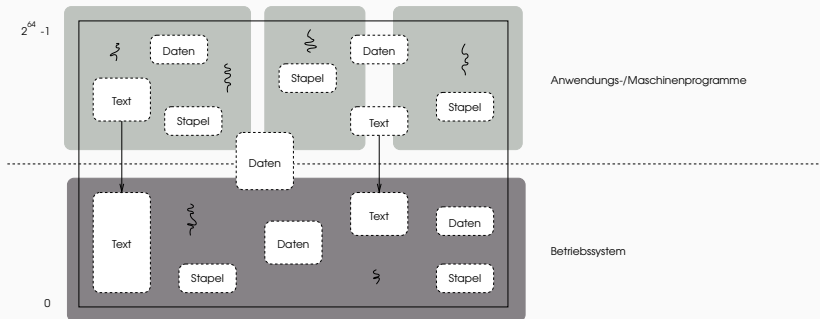 2^64 -1
Daten
Daten
Stapel
Anwendungs-/Maschinenprogramme
Text
Stapel
Text
Stapel
Daten
Text
Daten
Text
Daten
Betriebssystem
Stapel
Stapel
0